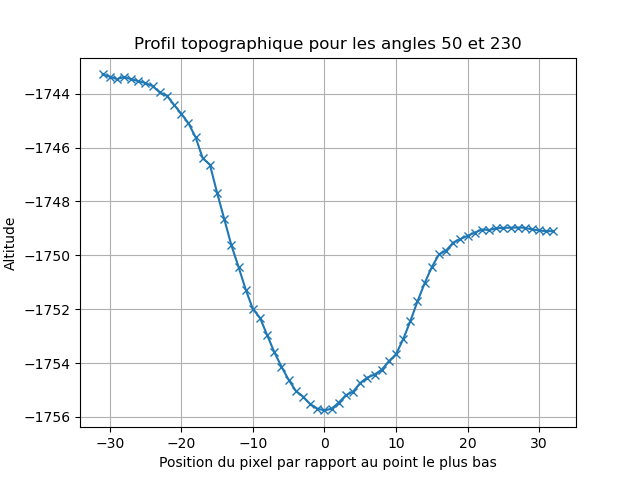 Profil topographique pour les angles 50 et 230
−1744
−1746
−1748
−1750
−1752
−1754
−1756
Altitude
−30 −20 −10 0 10 20 30
Position du pixel par rapport au point le plus bas